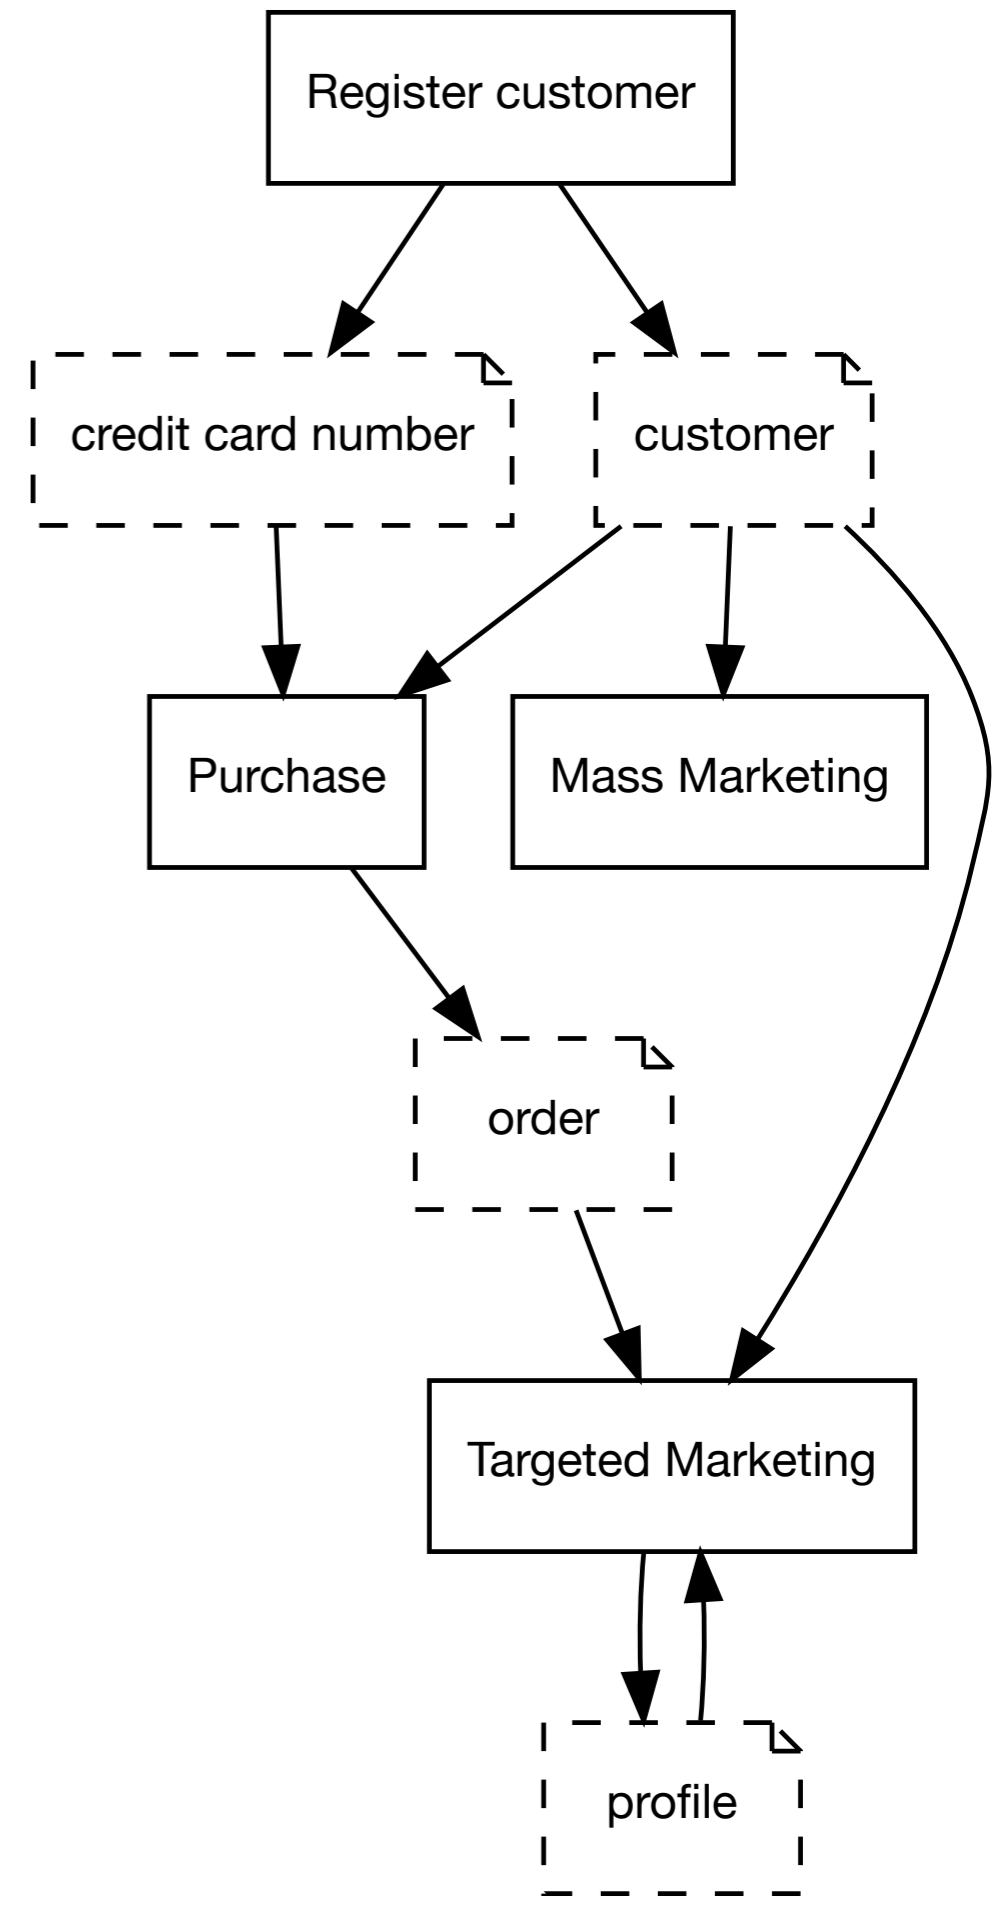 Register customer
credit card number
customer
Purchase
Mass Marketing
order
Targeted Marketing
profile